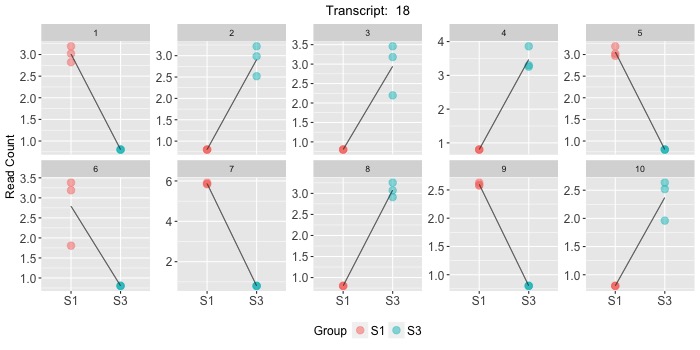 Transcript: 18
1 2 3 4 5
3.0 3.0 3.5 4 3.0
2.5 2.5 3.0 3 2.5
2.0 2.0 2.5 2 2.0
1.5 1.5 2.0 1 1.5
1.0 1.0 1.5 1.0
1.0
Read Count
6 7 8 9 10
3.5 6 3.0 2.5 2.5
3.0 4 2.5 2.0 2.0
2.5 2 2.0 1.5 1.5
2.0 1.5 1.0 1.0
1.5 1.0
1.0
S1 S3 S1 S3 S1 S3 S1 S3 S1 S3
Group S1 S3